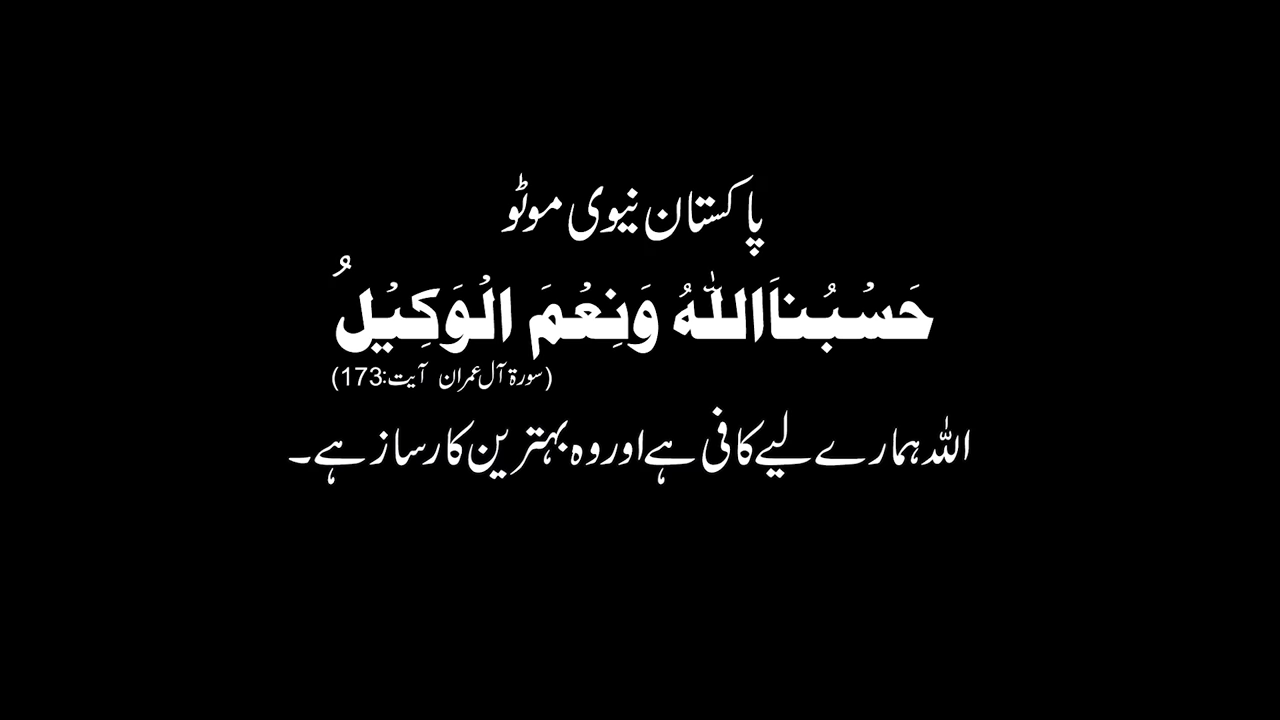 پاکستان نیوی موٹو
حَسْبُناَاللّٰهُ وَنِعْمَ الْوَكِيْلُ
(سورۃ آل عمران آیت:173)
اللہ ہمارے لیے کافی ہے اور وہ بہترین کارساز ہے۔